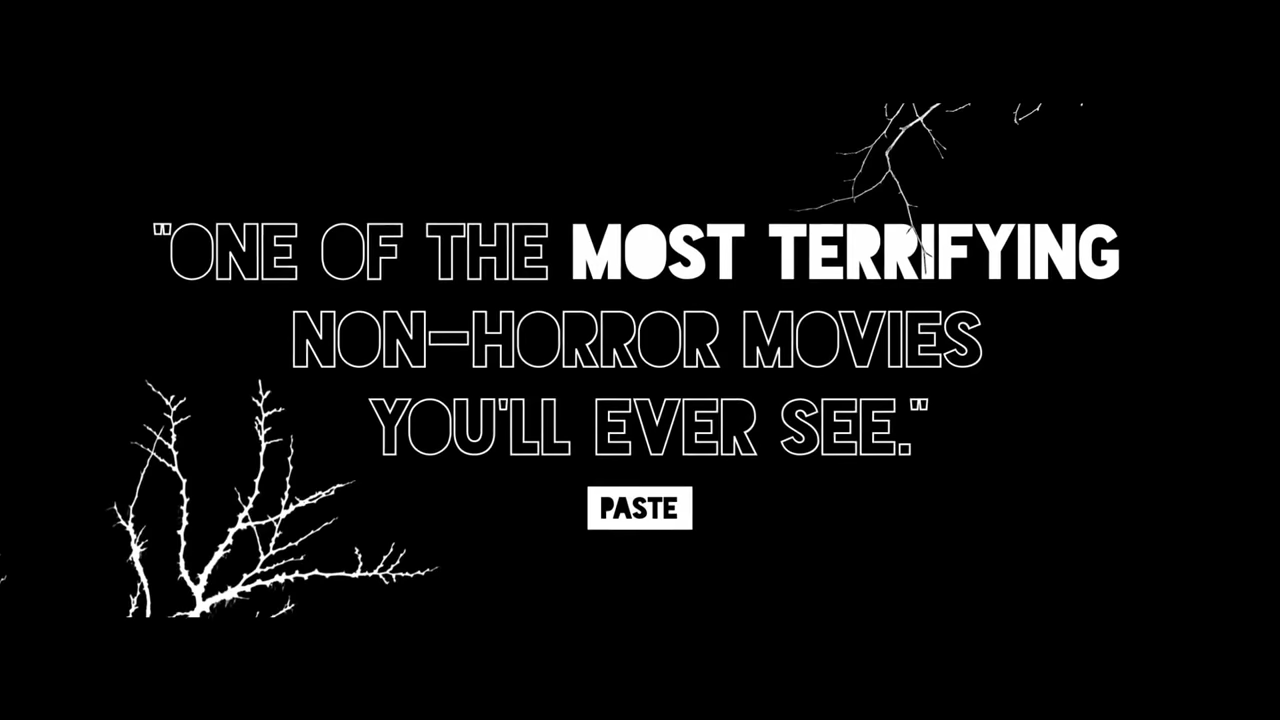 "ONE OF THE MOST TERRIFYING
NON-HORROR MOVIES
YOU'LL EVER SEE."
PASTE